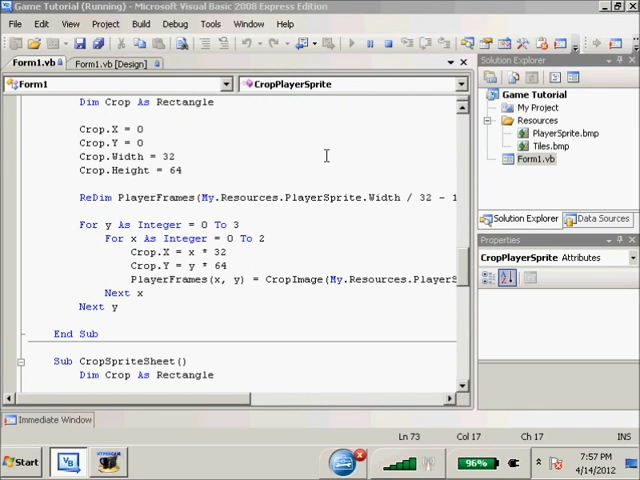 Game Tutorial (Running) - Microsoft Visual Basic 2008 Express Edition
File Edit View Project Build Debug Tools Window Help
Form1.vb Form1.vb [Design]
Solution Explorer
Form1 CropPlayerSprite
Game Tutorial
My Project
Resources
PlayerSprite.bmp
Tiles.bmp
Form1.vb
Dim Crop As Rectangle
Crop.X = 0
Crop.Y = 0
Crop.Width = 32
Crop.Height = 64
ReDim PlayerFrames(My.Resources.PlayerSprite.Width / 32 - 1
For y As Integer = 0 To 3
For x As Integer = 0 To 2
Crop.X = x * 32
Crop.Y = y * 64
PlayerFrames(x, y) = CropImage(My.Resources.PlayerS
Next x
Next y
End Sub
Sub CropSpriteSheet()
Dim Crop As Rectangle
Solution Explorer Data Sources
Properties
CropPlayerSprite Attributes
Immediate Window
Ln 73 Col 17 Ch 17 INS
Start
96%
7:57 PM
4/14/2012